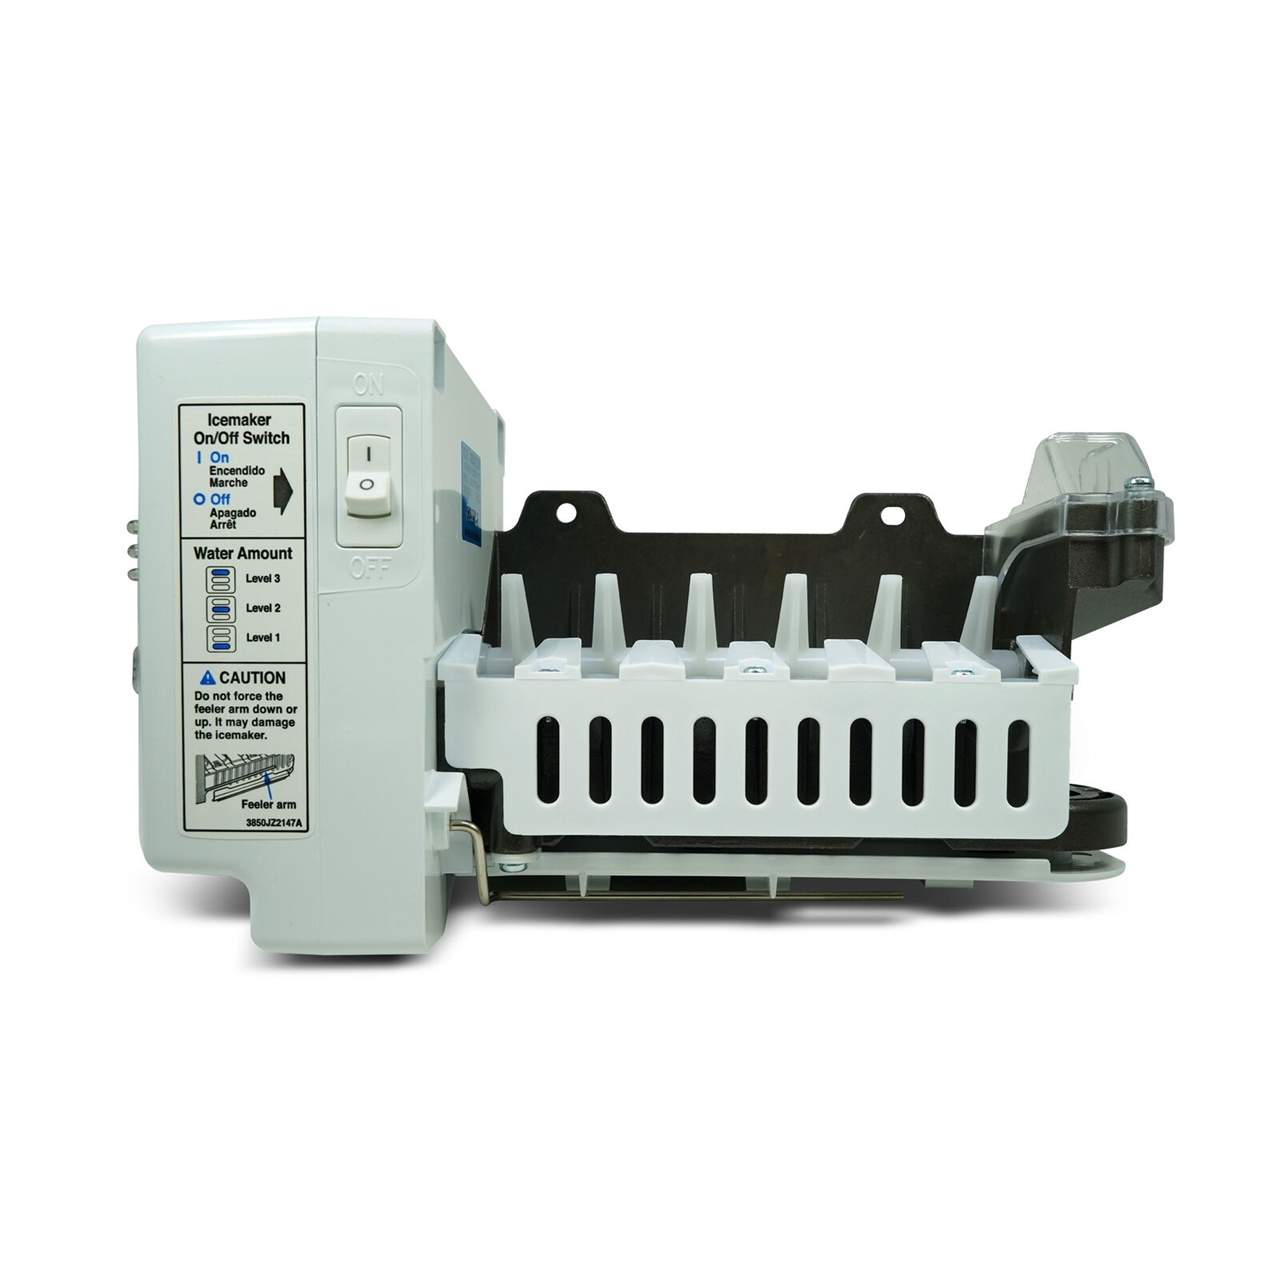 Icemaker
On/Off Switch
I On
Encendido
Marche
O Off
Apagado
Arrêt
Water Amount
Level 3
Level 2
Level 1
CAUTION
Do not force the
feeler arm down or
up. It may damage
the icemaker.
Feeler arm
3850JZ2147A
ON
I
O
OFF